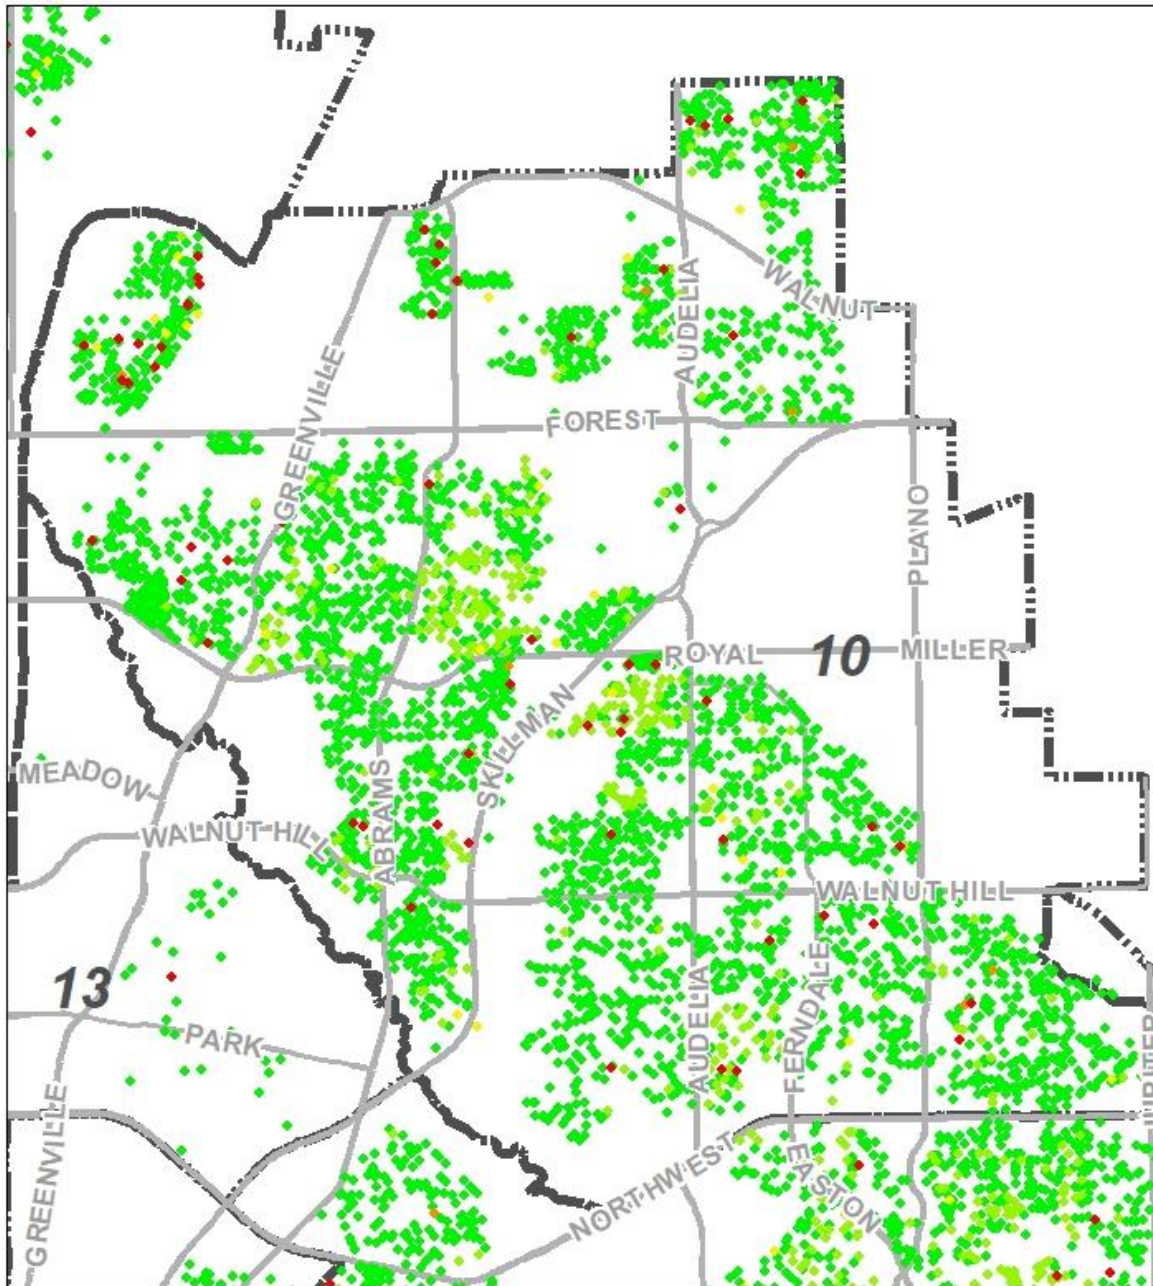 WALNUT
AUDELIA
GREENVILLE
FOREST
PLANO
ROYAL
10
MILLER
SKILLMAN
MEADOW
ABRAMS
WALNUT HILL
WALNUT HILL
13
PARK
AUDELIA
FERNDALE
JUPITER
GREENVILLE
NORTHWEST
EASTON